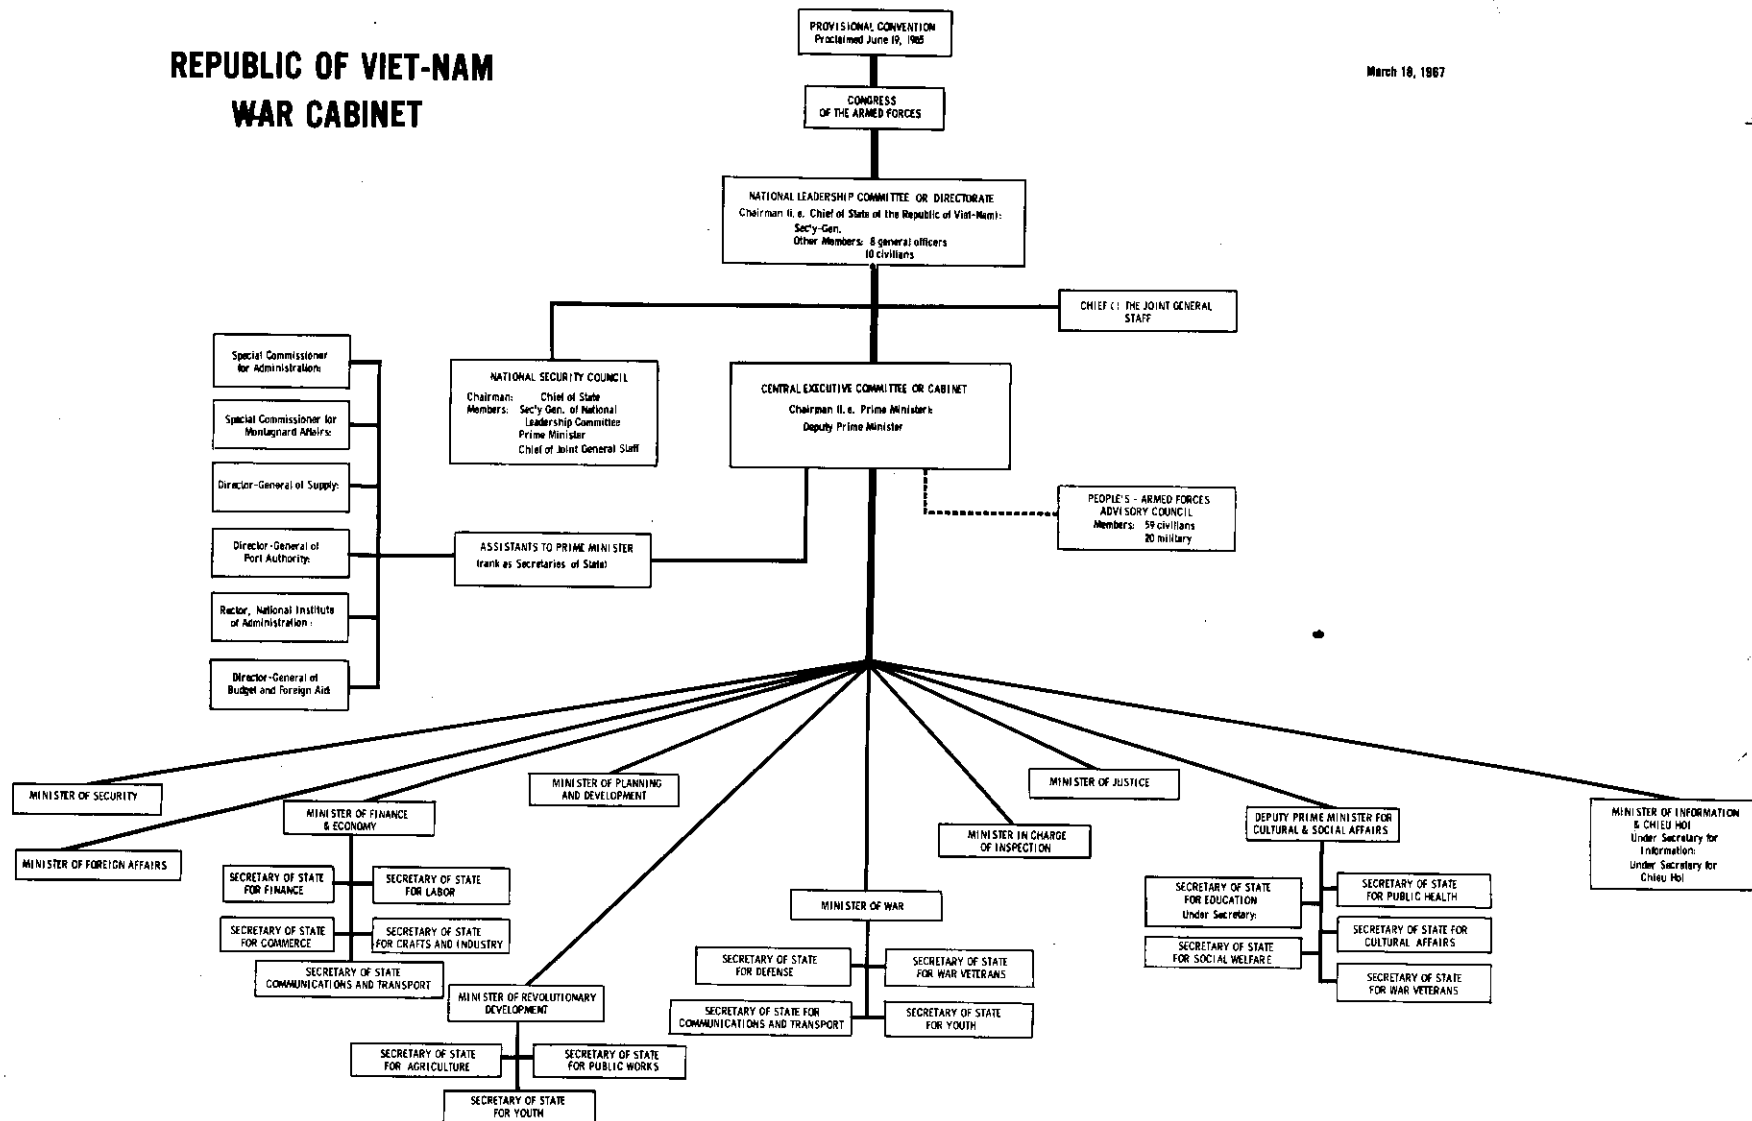 REPUBLIC OF VIET-NAM
WAR CABINET
March 18, 1967
PROVISIONAL CONVENTION
Proclaimed June 19, 1965
CONGRESS
OF THE ARMED FORCES
NATIONAL LEADERSHIP COMMITTEE OR DIRECTORATE
Chairman (i.e. Chief of State of the Republic of Viet-Nam):
Sec'y-Gen.
Other Members: 8 general officers
10 civilians
CHIEF OF THE JOINT GENERAL
STAFF
NATIONAL SECURITY COUNCIL
Chairman: Chief of State
Members: Sec'y Gen. of National
Leadership Committee
Prime Minister
Chief of Joint General Staff
CENTRAL EXECUTIVE COMMITTEE OR CABINET
Chairman (i.e. Prime Minister):
Deputy Prime Minister
PEOPLE'S - ARMED FORCES
ADVISORY COUNCIL
Members: 59 civilians
20 military
ASSISTANTS TO PRIME MINISTER
(rank as Secretaries of State)
Special Commissioner
for Administration:
Special Commissioner for
Montagnard Affairs:
Director-General of Supply:
Director-General of
Port Authority:
Rector, National Institute
of Administration:
Director-General of
Budget and Foreign Aid:
MINISTER OF SECURITY
MINISTER OF FOREIGN AFFAIRS
MINISTER OF FINANCE
& ECONOMY
SECRETARY OF STATE
FOR FINANCE
SECRETARY OF STATE
FOR LABOR
SECRETARY OF STATE
FOR COMMERCE
SECRETARY OF STATE
FOR CRAFTS AND INDUSTRY
SECRETARY OF STATE
COMMUNICATIONS AND TRANSPORT
MINISTER OF PLANNING
AND DEVELOPMENT
MINISTER OF REVOLUTIONARY
DEVELOPMENT
SECRETARY OF STATE
FOR AGRICULTURE
SECRETARY OF STATE
FOR PUBLIC WORKS
SECRETARY OF STATE
FOR YOUTH
MINISTER OF WAR
SECRETARY OF STATE
FOR DEFENSE
SECRETARY OF STATE
FOR WAR VETERANS
SECRETARY OF STATE FOR
COMMUNICATIONS AND TRANSPORT
SECRETARY OF STATE
FOR YOUTH
MINISTER IN CHARGE
OF INSPECTION
MINISTER OF JUSTICE
DEPUTY PRIME MINISTER FOR
CULTURAL & SOCIAL AFFAIRS
SECRETARY OF STATE
FOR EDUCATION
Under Secretary:
SECRETARY OF STATE
FOR PUBLIC HEALTH
SECRETARY OF STATE FOR
CULTURAL AFFAIRS
SECRETARY OF STATE
FOR SOCIAL WELFARE
SECRETARY OF STATE
FOR WAR VETERANS
MINISTER OF INFORMATION
& CHIEU HOI
Under Secretary for
Information:
Under Secretary for
Chieu Hoi